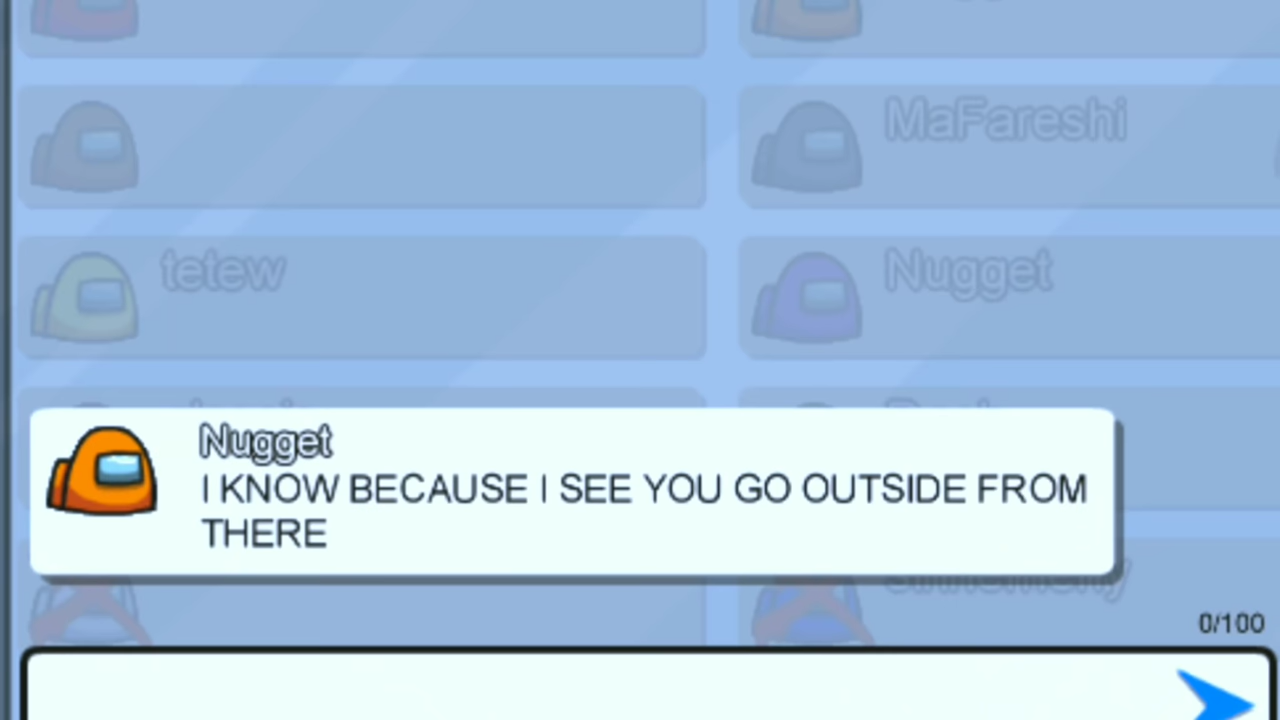 MaFareshi
tetew
Nugget
Nugget
I KNOW BECAUSE I SEE YOU GO OUTSIDE FROM
THERE
0/100